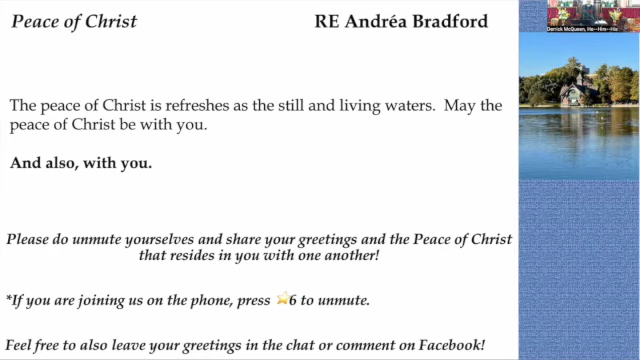 Peace of Christ RE Andréa Bradford
Derrick McQueen, He~Him~His
The peace of Christ is refreshes as the still and living waters. May the
peace of Christ be with you.
And also, with you.
Please do unmute yourselves and share your greetings and the Peace of Christ
that resides in you with one another!
*If you are joining us on the phone, press ⭐6 to unmute.
Feel free to also leave your greetings in the chat or comment on Facebook!